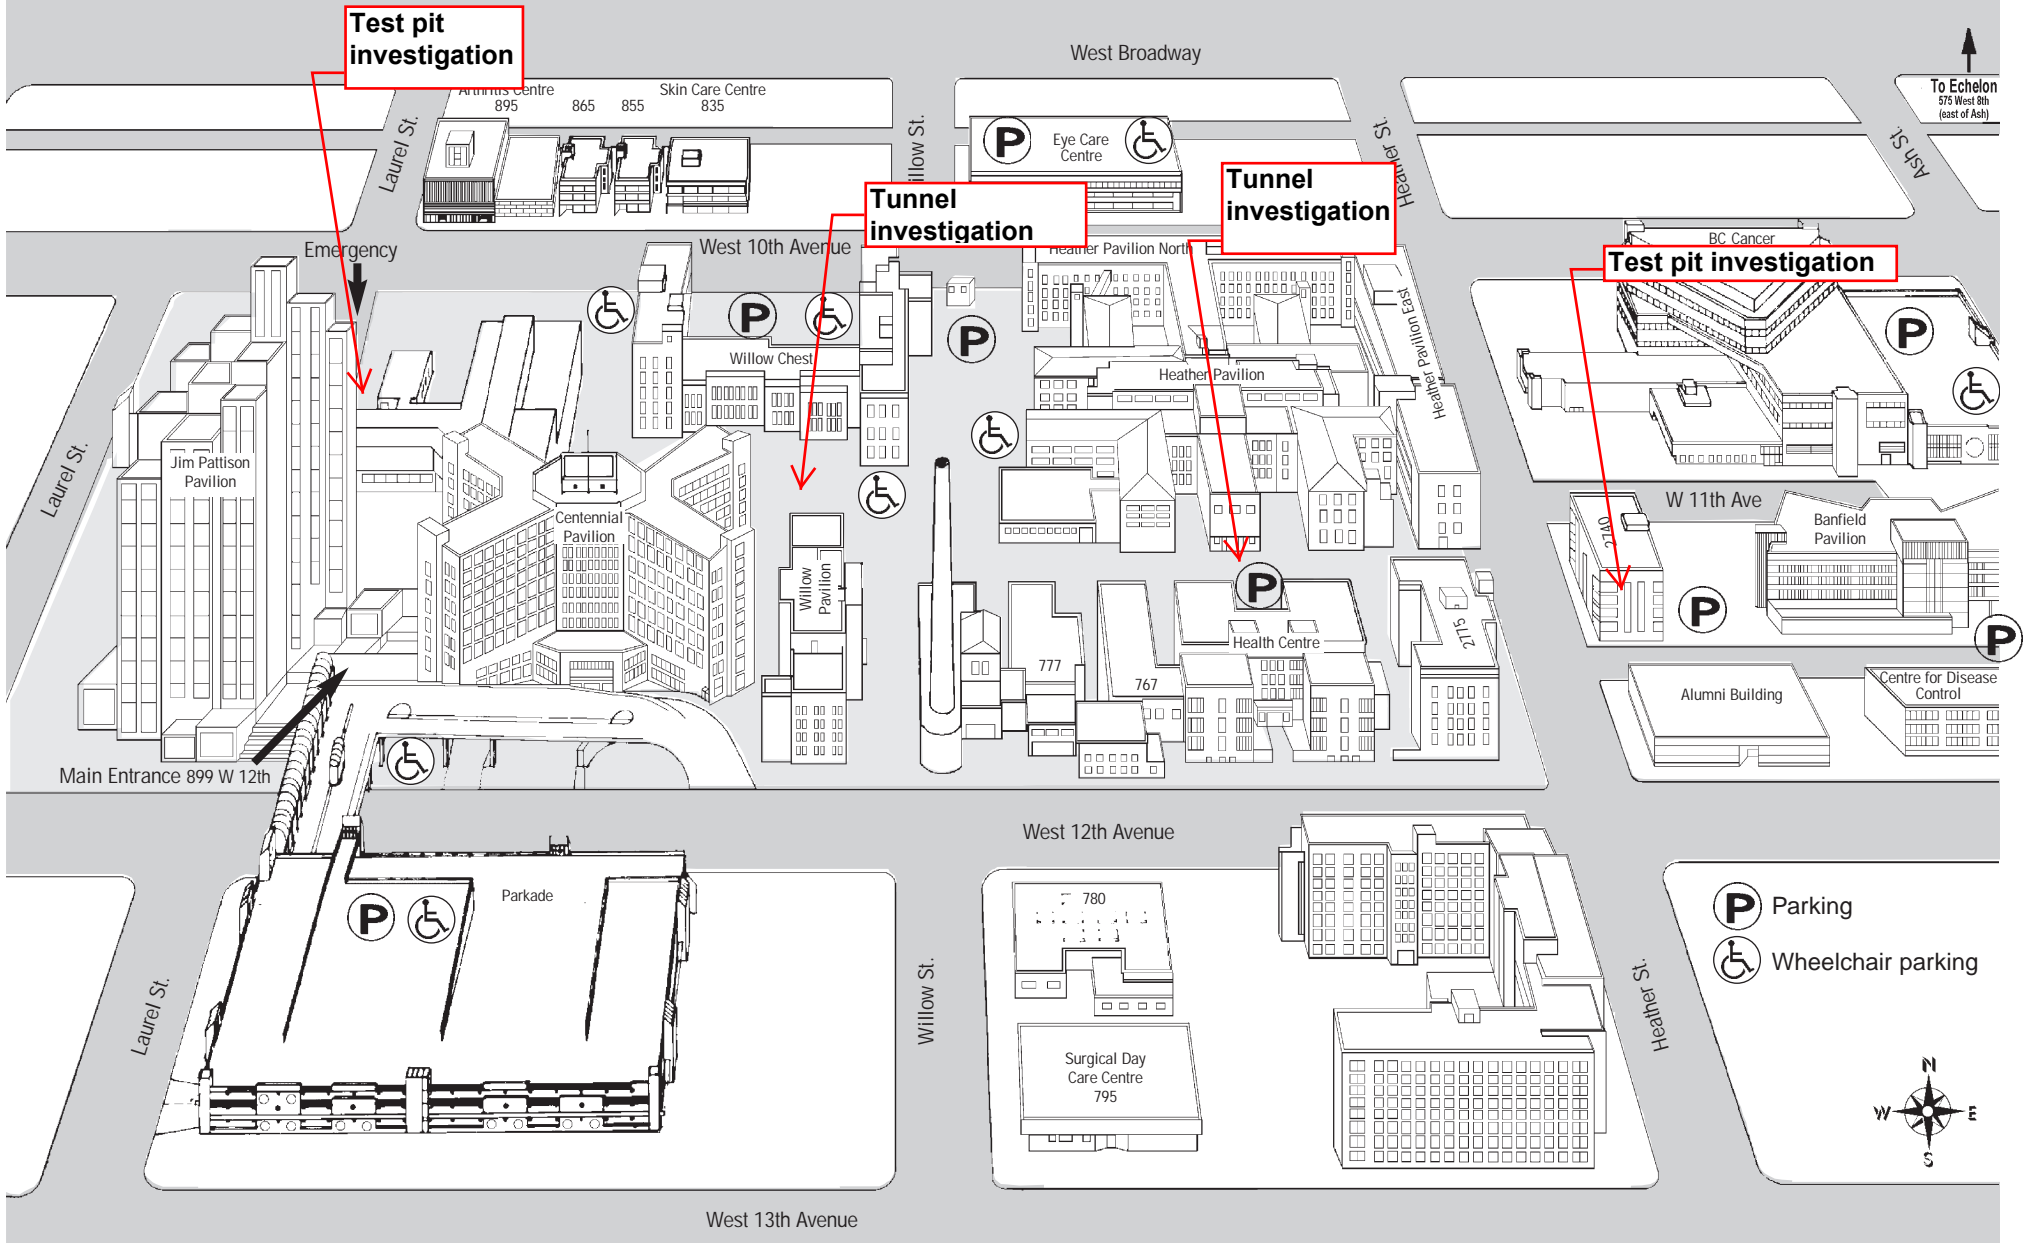 Test pit
investigation
West Broadway
To Echelon
575 West 8th
(east of Ash)
Arthritis Centre
895
865
855
Skin Care Centre
835
Laurel St.
illow St.
P
Eye Care
Centre
Heather St.
Ash St.
Tunnel
investigation
Tunnel
investigation
Emergency
West 10th Avenue
Heather Pavilion North
BC Cancer
Test pit investigation
P
P
P
Willow Chest
Heather Pavilion
Heather Pavilion East
Laurel St.
Jim Pattison
Pavilion
Centennial
Pavilion
W 11th Ave
2740
Banfield
Pavilion
Willow
Pavilion
P
P
P
777
767
Health Centre
2775
Alumni Building
Centre for Disease
Control
Main Entrance 899 W 12th
West 12th Avenue
Parkade
P
780
P Parking
Wheelchair parking
Laurel St.
Willow St.
Heather St.
Surgical Day
Care Centre
795
N
W E
S
West 13th Avenue